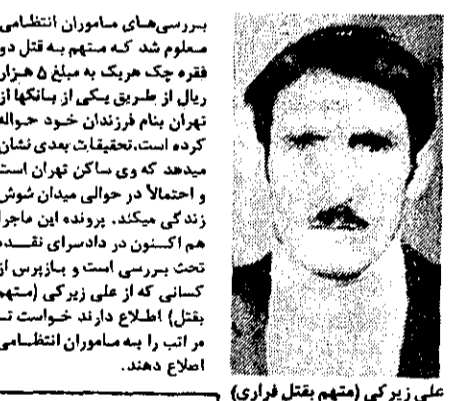 بررسی‌های ماموران انتظامی
معلوم شد که متهم به قتل دو
فقره چک هریک به مبلغ ۵ هزار
ریال از طریق یکی از بانکها از
تهران بنام فرزندان خود حواله
کرده است.تحقیقات بعدی نشان
میدهد که وی ساکن تهران است
و احتمالاً در حوالی میدان شوش
زندگی میکند. پرونده این ماجرا
هم اکنون در دادسرای نقده
تحت بررسی است و بازپرس از
کسانی که از علی زیرکی (متهم
بقتل) اطلاع دارند خواست تا
مراتب را به ماموران انتظامی
اطلاع دهند.
علی زیرکی (متهم بقتل فراری)